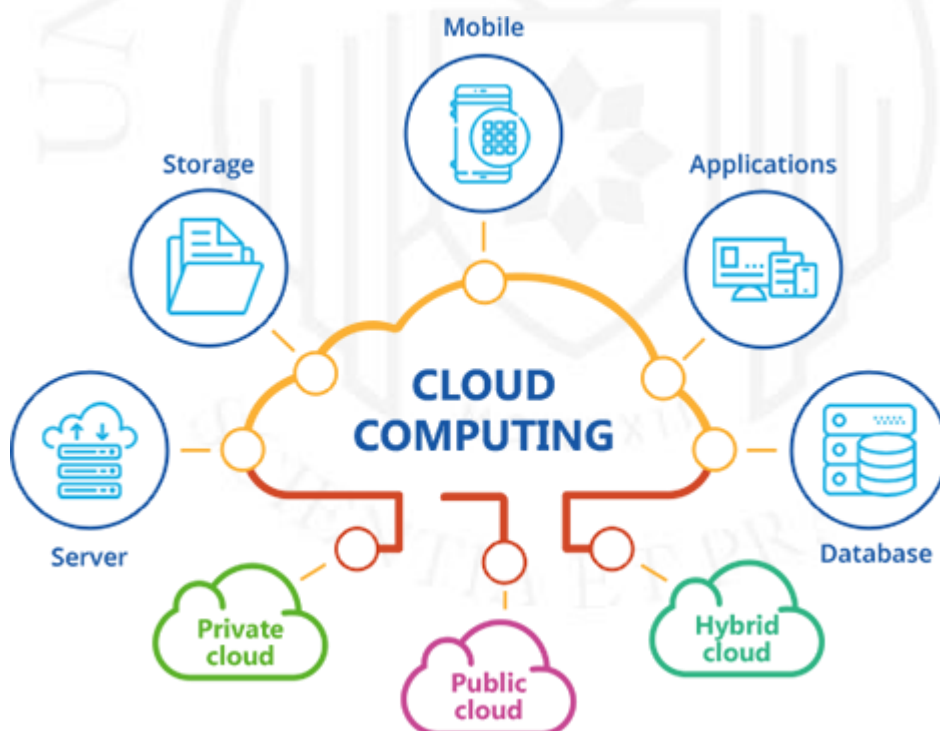 Mobile
Storage
Applications
CLOUD
COMPUTING
Server
Database
Private
cloud
Public
cloud
Hybrid
cloud